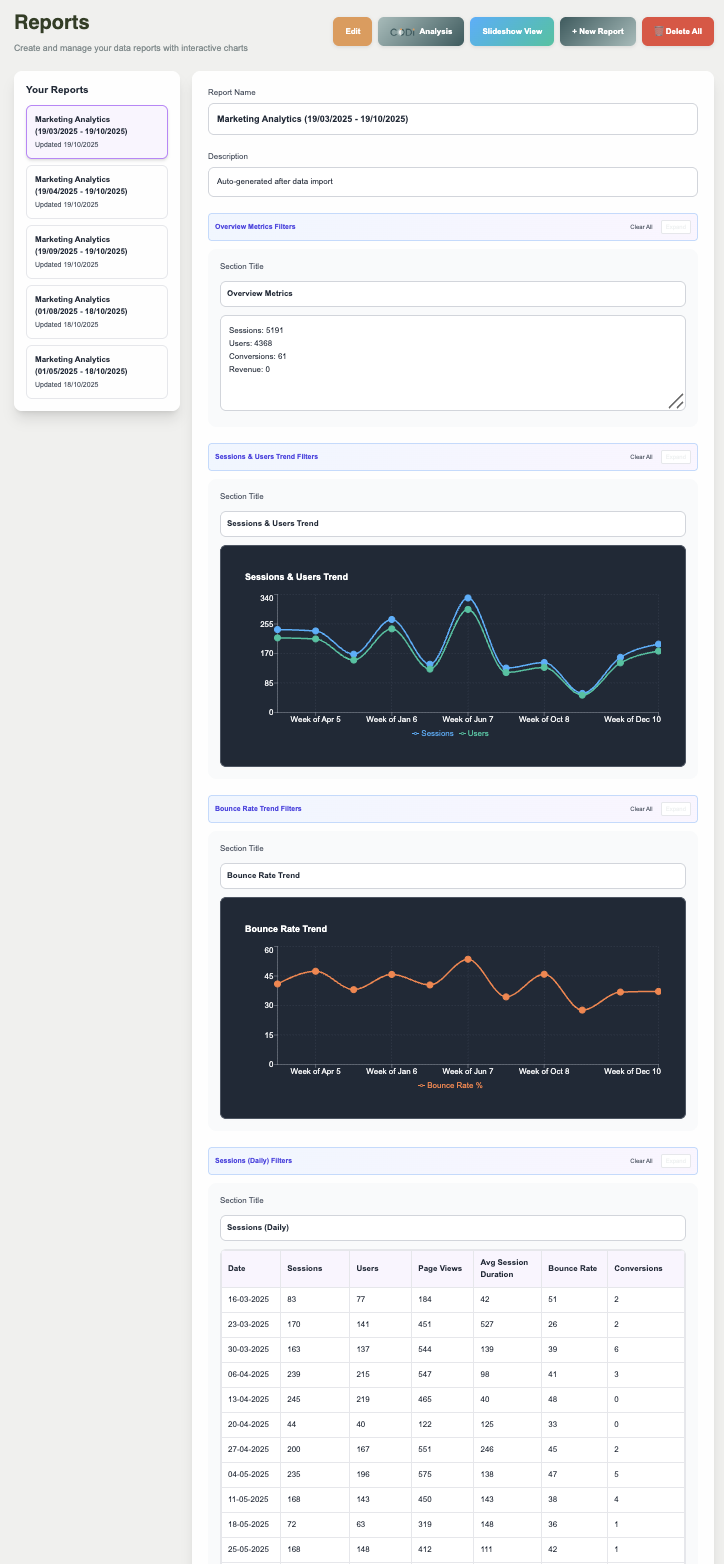 Reports
Create and manage your data reports with interactive charts
Edit
CoDi Analysis
Slideshow View
+ New Report
Delete All
Your Reports
Marketing Analytics
(19/03/2025 - 19/10/2025)
Updated 19/10/2025
Marketing Analytics
(19/04/2025 - 19/10/2025)
Updated 19/10/2025
Marketing Analytics
(19/09/2025 - 19/10/2025)
Updated 19/10/2025
Marketing Analytics
(01/08/2025 - 18/10/2025)
Updated 18/10/2025
Marketing Analytics
(01/05/2025 - 18/10/2025)
Updated 18/10/2025
Report Name
Marketing Analytics (19/03/2025 - 19/10/2025)
Description
Auto-generated after data import
Overview Metrics Filters
Clear All
Section Title
Overview Metrics
Sessions: 5191
Users: 4368
Conversions: 61
Revenue: 0
Sessions & Users Trend Filters
Clear All
Section Title
Sessions & Users Trend
Sessions & Users Trend
340
255
170
85
0
Week of Apr 5 Week of Jan 6 Week of Jun 7 Week of Oct 8 Week of Dec 10
Sessions Users
Bounce Rate Trend Filters
Clear All
Section Title
Bounce Rate Trend
Bounce Rate Trend
60
45
30
15
0
Week of Apr 5 Week of Jan 6 Week of Jun 7 Week of Oct 8 Week of Dec 10
Bounce Rate %
Sessions (Daily) Filters
Clear All
Section Title
Sessions (Daily)
Date Sessions Users Page Views Avg Session Duration Bounce Rate Conversions
16-03-2025 83 77 184 42 51 2
23-03-2025 170 141 451 527 26 2
30-03-2025 163 137 544 139 39 6
06-04-2025 239 215 547 98 41 3
13-04-2025 245 219 465 40 48 0
20-04-2025 44 40 122 125 33 0
27-04-2025 200 167 551 246 45 2
04-05-2025 235 196 575 138 47 5
11-05-2025 168 143 450 143 38 4
18-05-2025 72 63 319 148 36 1
25-05-2025 168 148 412 111 42 1